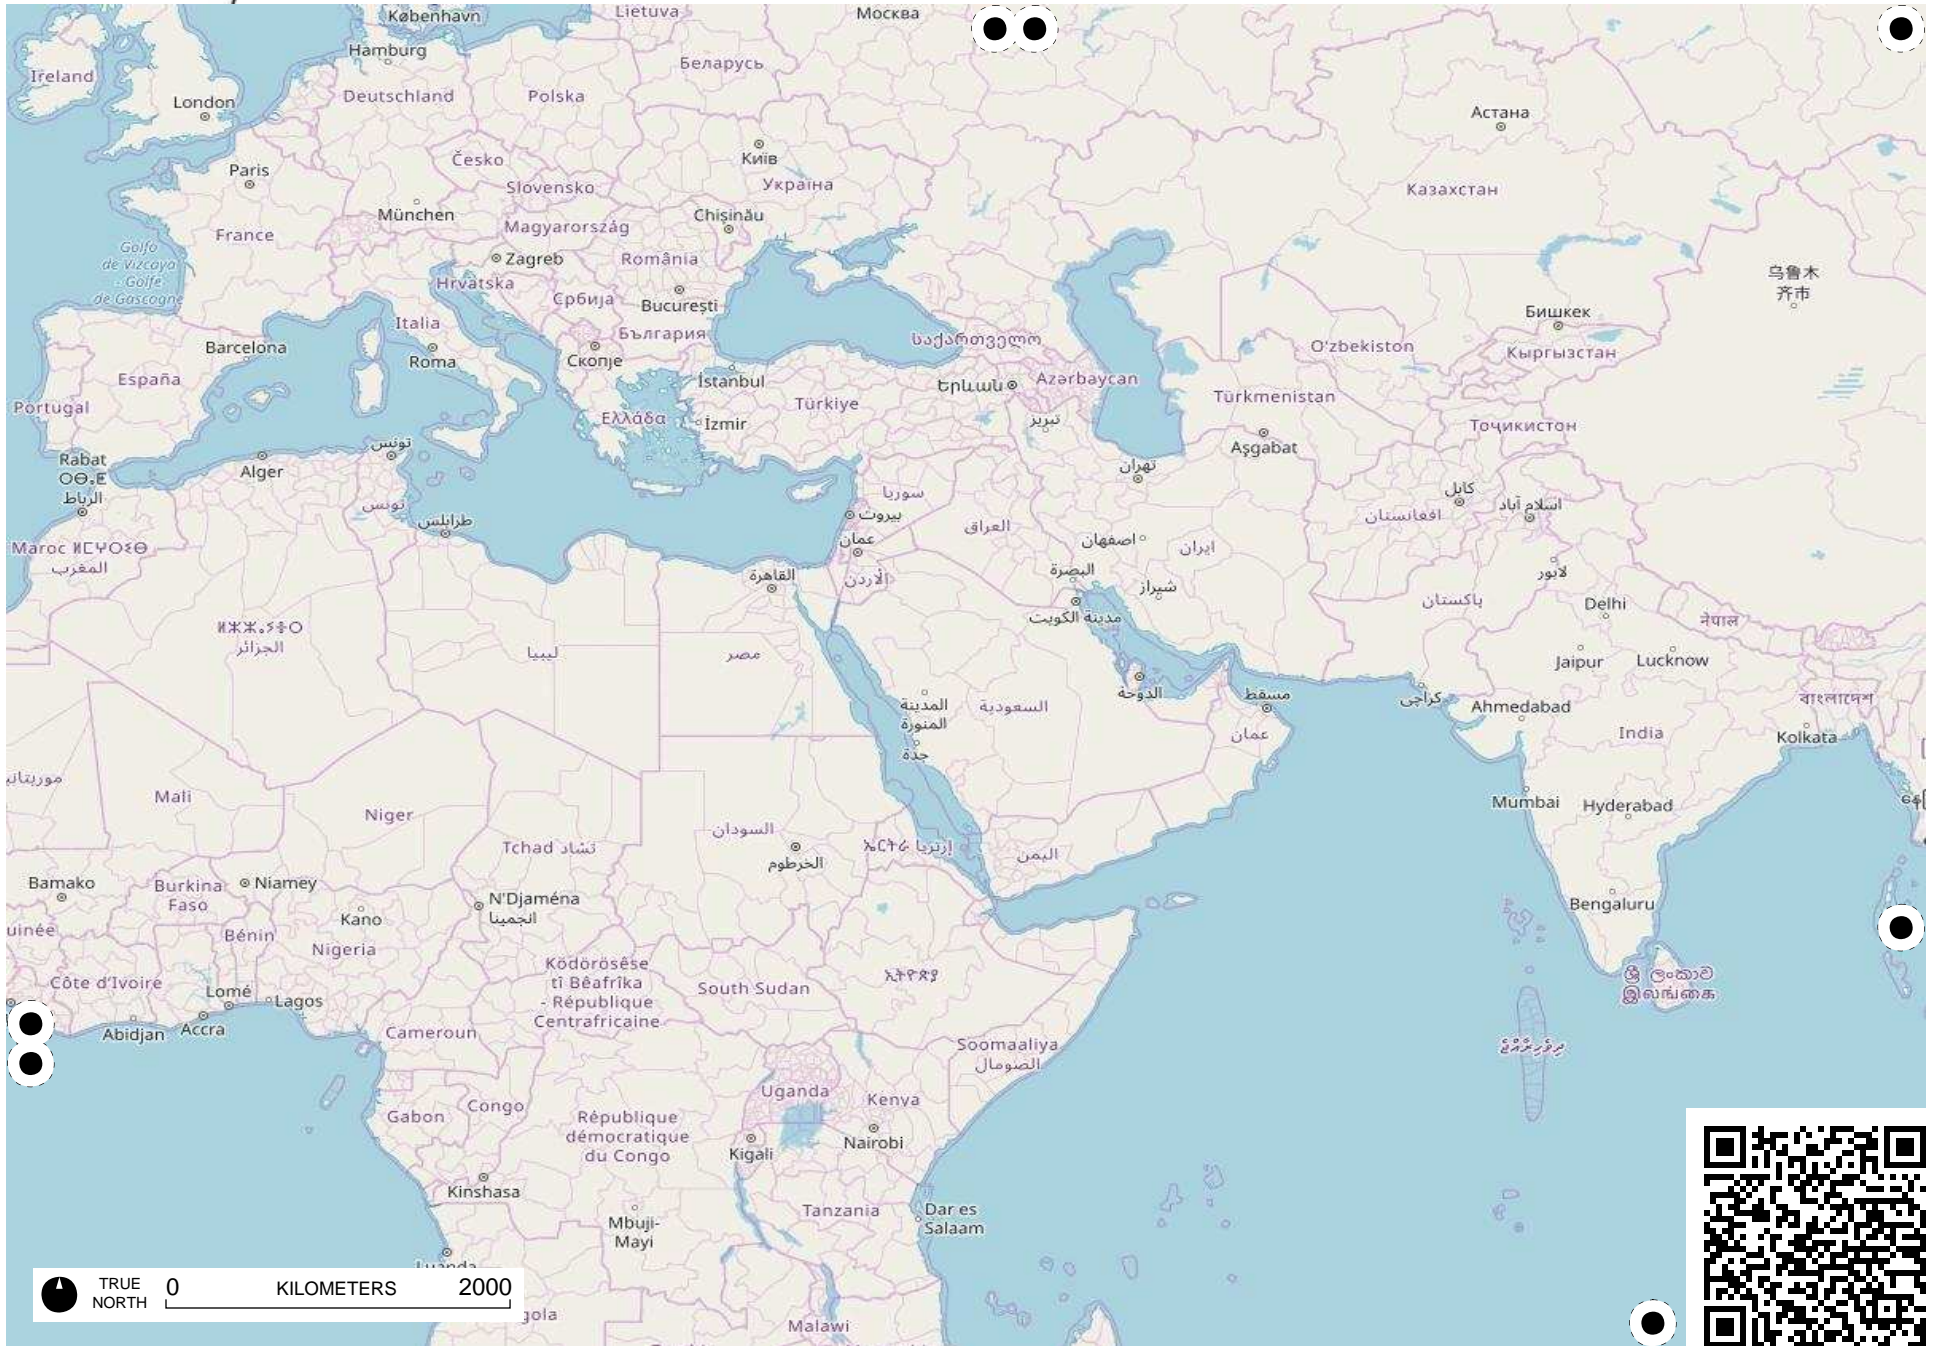 København
Lietuva
Москва
Hamburg
Ireland
Беларусь
London
Deutschland
Polska
Астана
Česko
Київ
Paris
Slovensko
Україна
Казахстан
München
Chișinău
Magyarország
France
Golfo
de Vizcaya
- Golfe
de Gascogne
Zagreb
România
乌鲁木
齐市
Hrvatska
Србија
București
Бишкек
Italia
България
საქართველო
Barcelona
Roma
Скопје
Oʻzbekiston
Кыргызстан
España
İstanbul
Երևան
Azərbaycan
Türkmenistan
Portugal
Ελλάδα
İzmir
Türkiye
تبريز
Тоҷикистон
تونس
Aşgabat
Rabat
ⵔⴱⴰⵟ
الرباط
Alger
تهران
تونس
سوريا
كابل
اسلام آباد
طرابلس
بيروت
العراق
افغانستان
Maroc ⵍⵎⵖⵔⵉⴱ
المغرب
عمان
اصفهان
ایران
القاهرة
الأردن
البصرة
شیراز
لاہور
مدينة الكويت
پاکستان
Delhi
नेपाल
ⵍⵣⵣⴰⵢⴻⵔ
الجزائر
ليبيا
مصر
Jaipur
Lucknow
المدينة
المنورة
السعودية
الدوحة
مسقط
کراچی
Ahmedabad
বাংলাদেশ
جدة
عمان
India
Kolkata
Mali
Niger
Mumbai
Hyderabad
Tchad تشاد
السودان
الخرطوم
ኤርትራ إرتريا
اليمن
Bamako
Burkina
Faso
Niamey
N'Djaména
انجمينا
Kano
Bengaluru
uinée
Bénin
Nigeria
Ködörösêse
tî Bêafrîka
- République
Centrafricaine
South Sudan
ኢትዮጵያ
ශ්‍රී ලංකාව
இலங்கை
Côte d'Ivoire
Lomé
Lagos
Abidjan
Accra
Cameroun
Soomaaliya
الصومال
ދިވެހިރާއްޖެ
Uganda
Kenya
Gabon
Congo
République
démocratique
du Congo
Kigali
Nairobi
Kinshasa
Mbuji-
Mayi
Tanzania
Dar es
Salaam
Luanda
TRUE
NORTH
0 KILOMETERS 2000
gola
Malawi